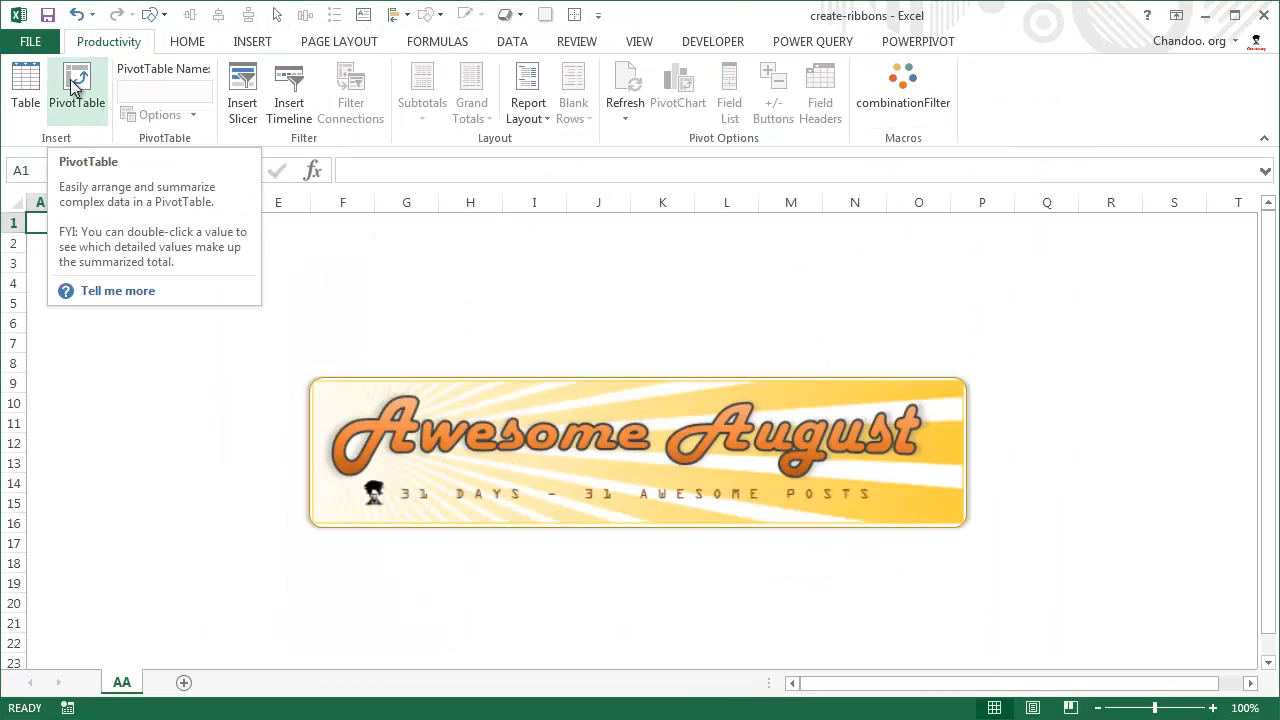 create-ribbons - Excel
FILE
Productivity
HOME
INSERT
PAGE LAYOUT
FORMULAS
DATA
REVIEW
VIEW
DEVELOPER
POWER QUERY
POWERPIVOT
Chandoo. org
Table
PivotTable
Insert
PivotTable Name:
Options
PivotTable
Insert
Slicer
Insert
Timeline
Filter
Connections
Filter
Subtotals
Grand
Totals
Report
Layout
Blank
Rows
Layout
Refresh
PivotChart
Field
List
+/-
Buttons
Field
Headers
Pivot Options
combinationFilter
Macros
A1
fx
PivotTable
Easily arrange and summarize
complex data in a PivotTable.
FYI: You can double-click a value to
see which detailed values make up
the summarized total.
? Tell me more
A E F G H I J K L M N O P Q R S T
1
2
3
4
5
6
7
8
9
10
11
12
13
14
15
16
17
18
19
20
21
22
23
Awesome August
31 DAYS - 31 AWESOME POSTS
AA
READY
100%